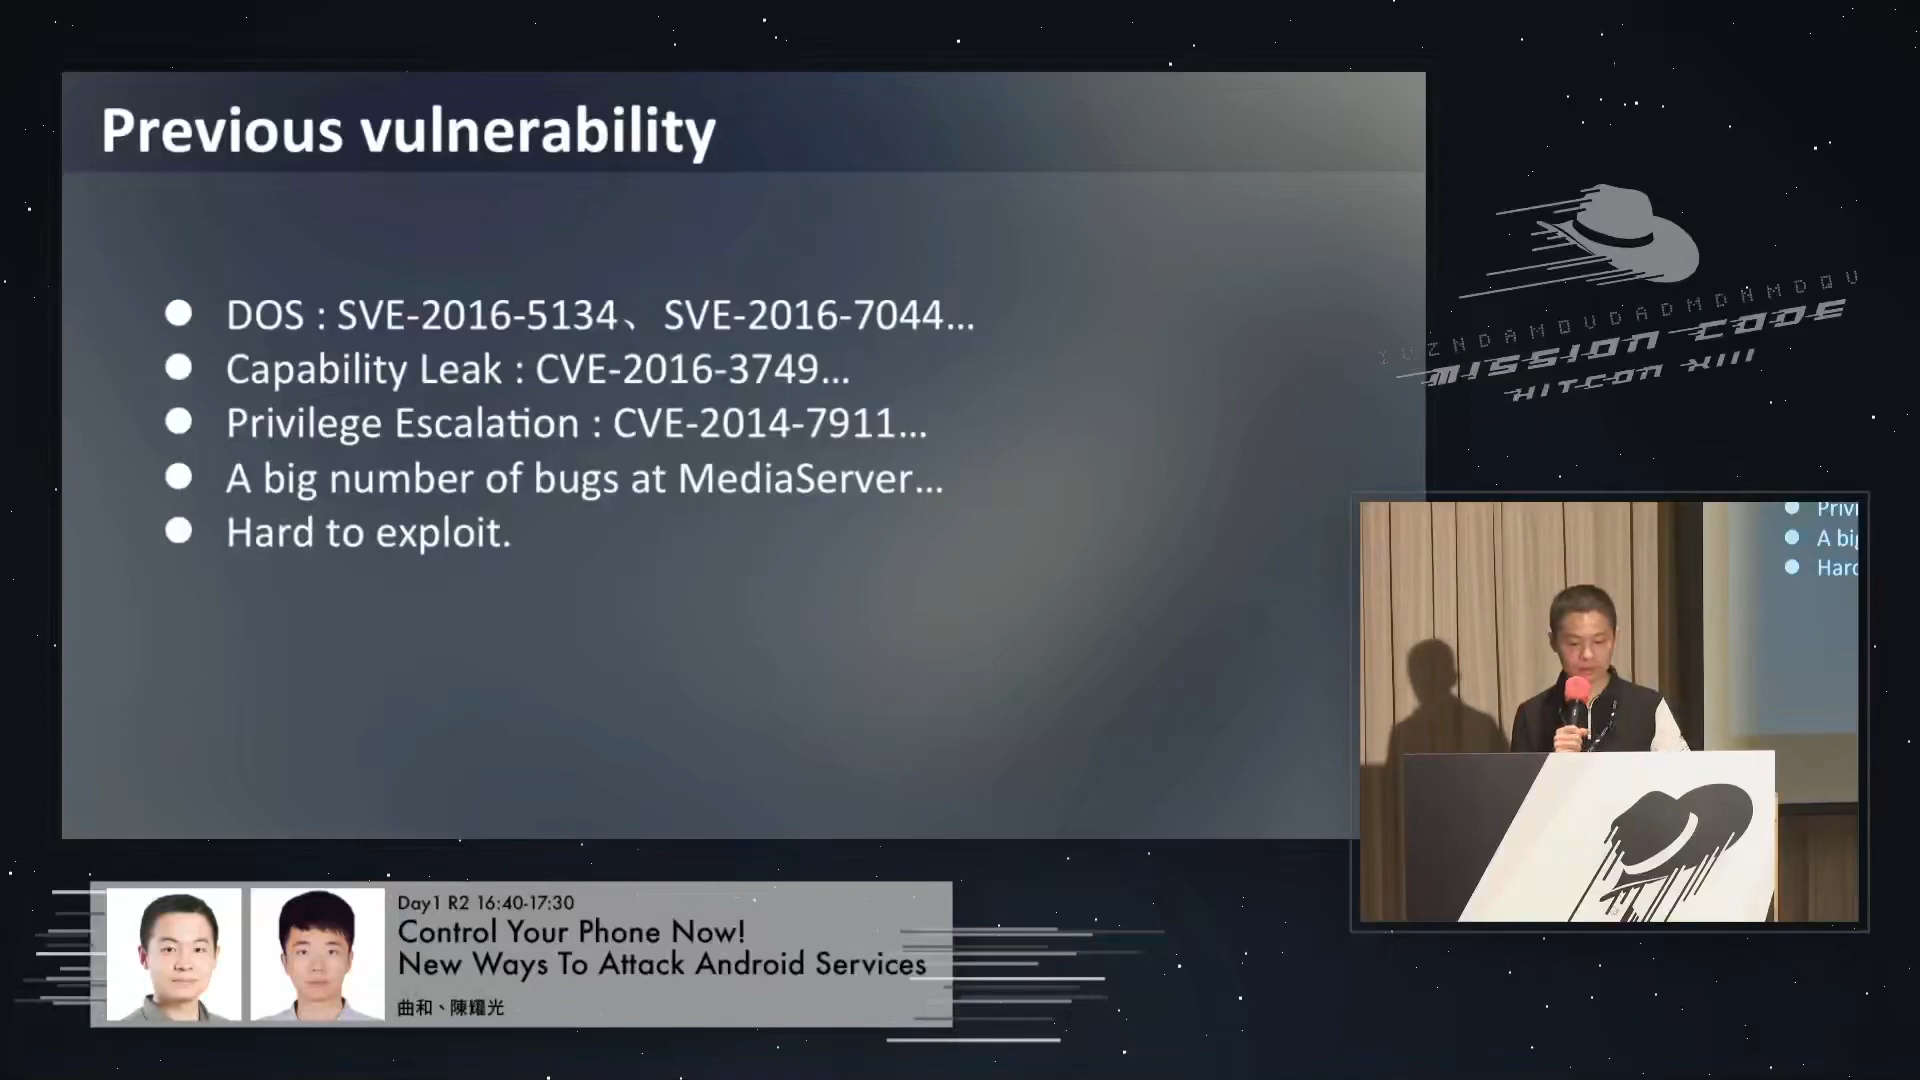 Previous vulnerability
DOS : SVE-2016-5134、 SVE-2016-7044...
Capability Leak : CVE-2016-3749...
Privilege Escalation : CVE-2014-7911...
A big number of bugs at MediaServer...
Hard to exploit.
MISSION CODE
HITCON XIII
Privi
A big
Hard
Day1 R2 16:40-17:30
Control Your Phone Now!
New Ways To Attack Android Services
曲和、陳耀光